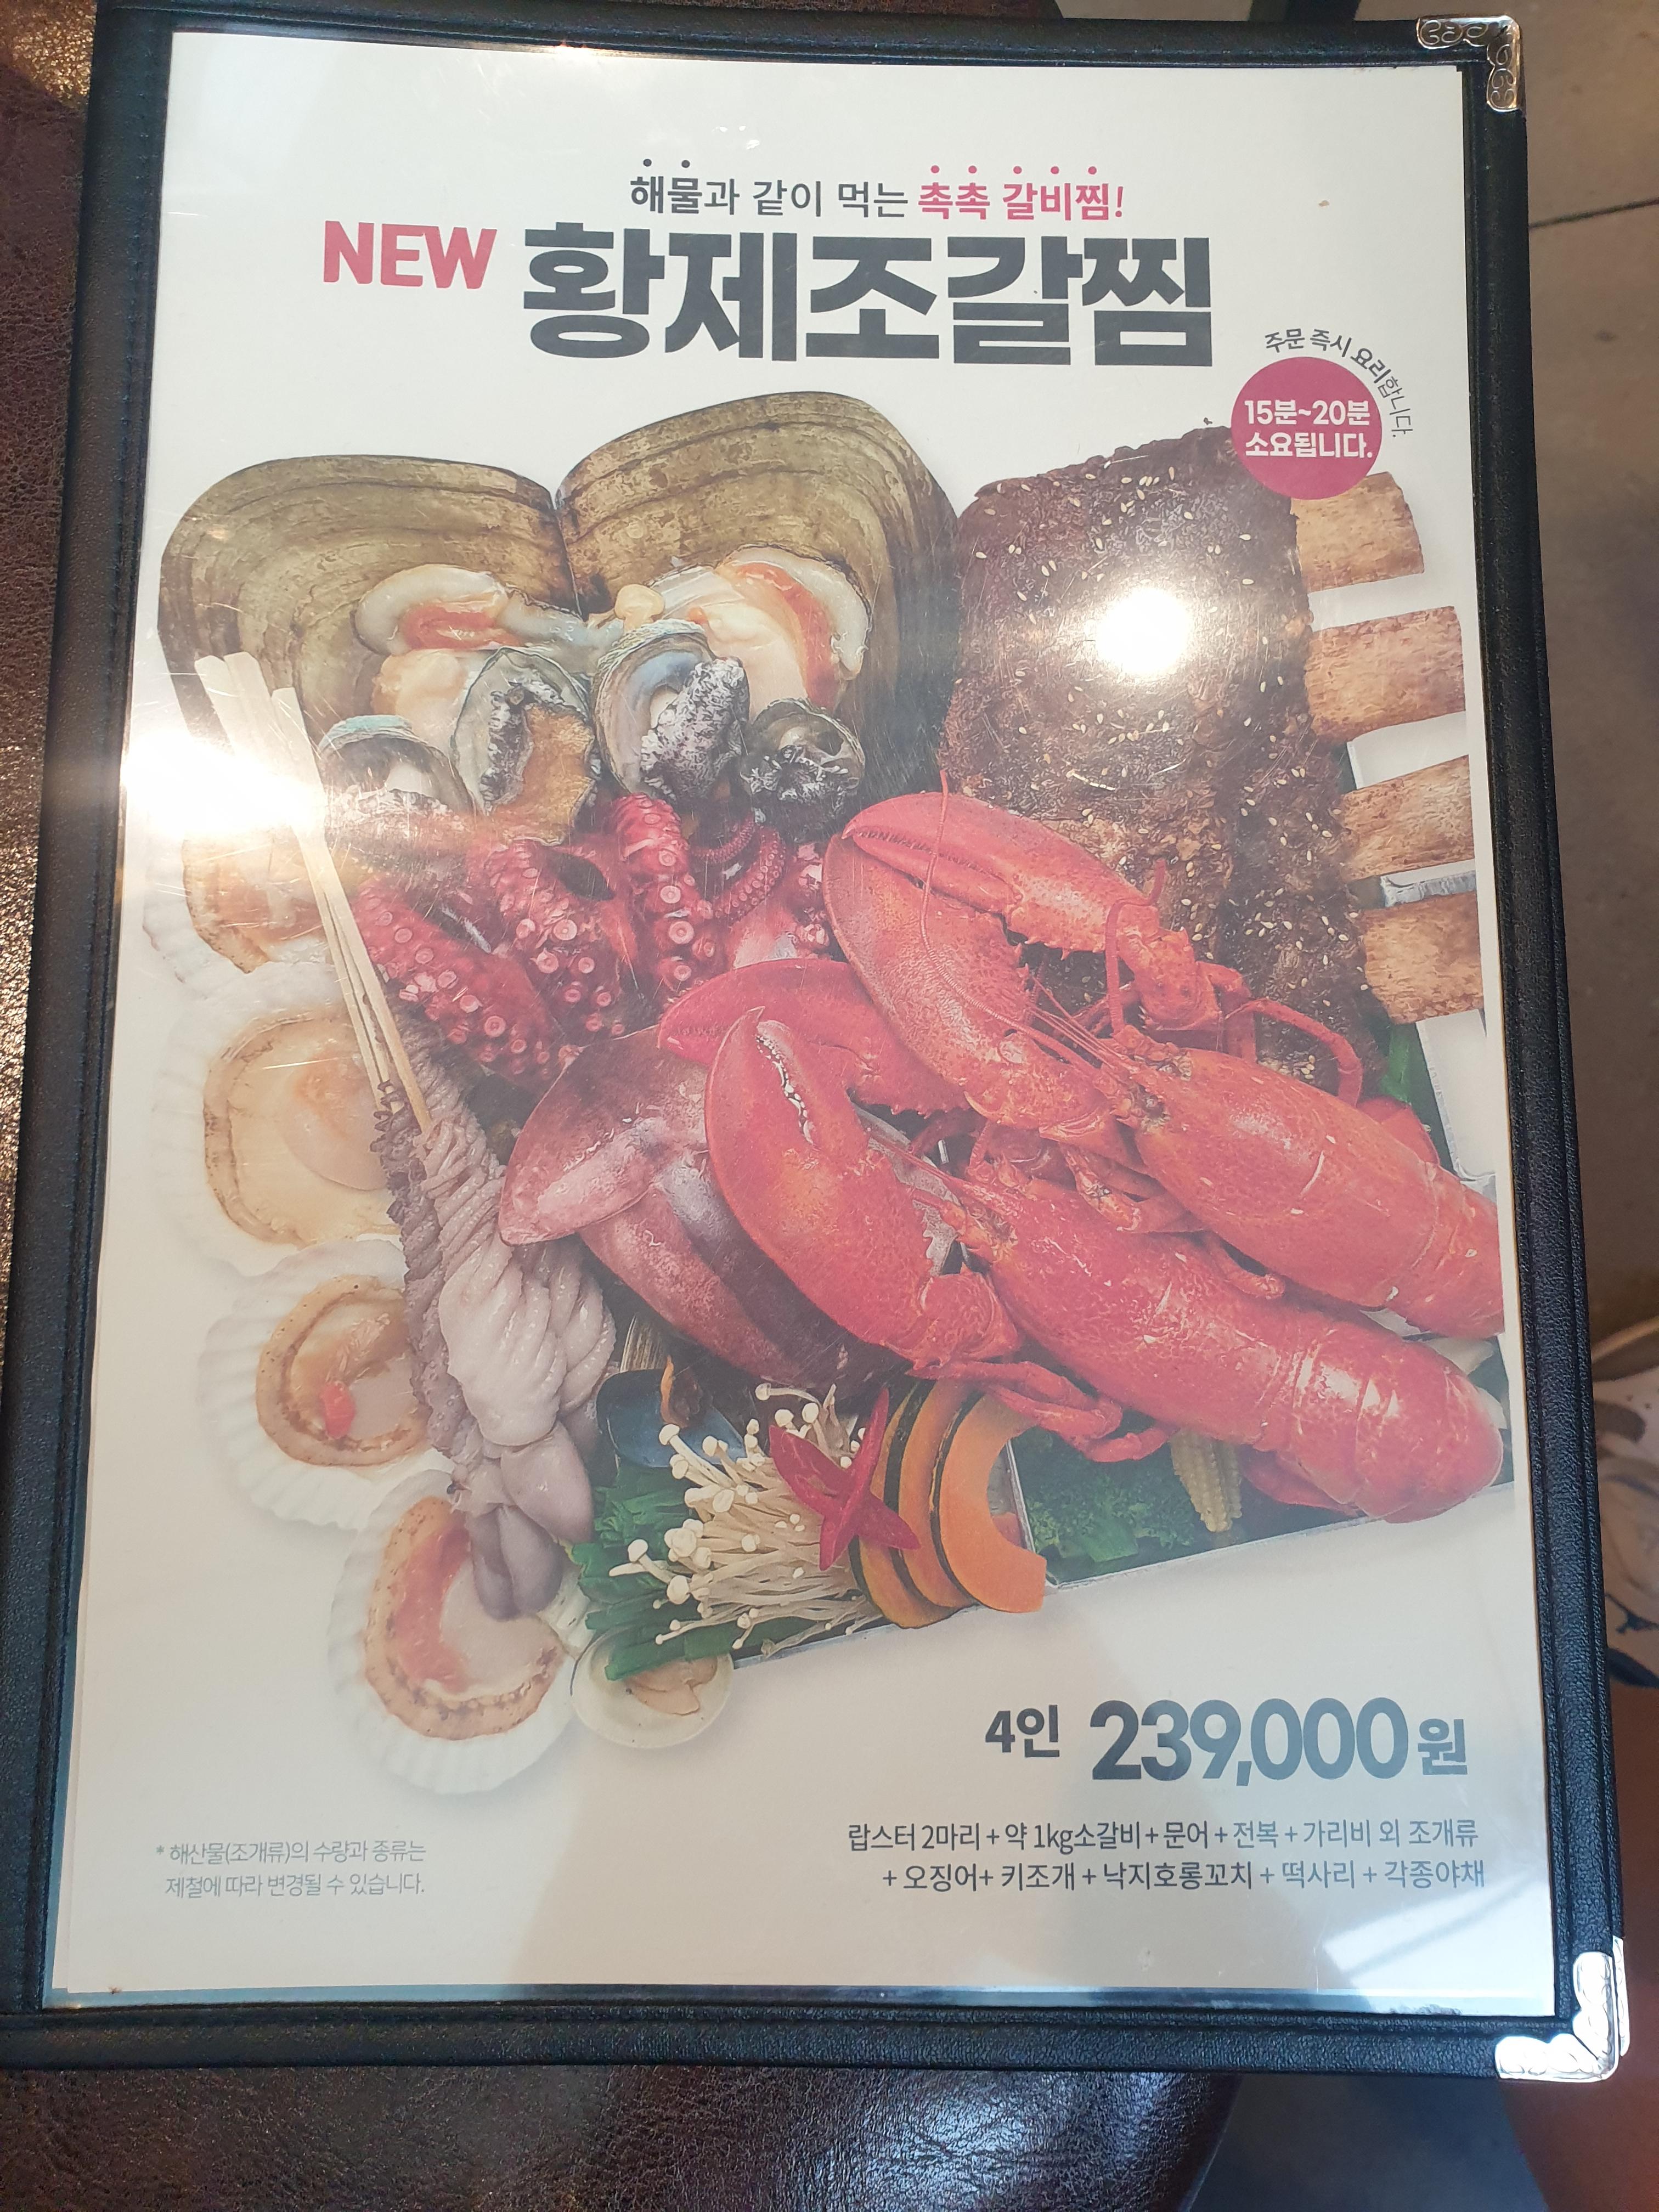 해물과 같이 먹는 촉촉 갈비찜!
NEW 황제조갈찜
주문 즉시 요리합니다.
15분~20분
소요됩니다.
4인 239,000원
랍스터 2마리 + 약 1kg소갈비 + 문어 + 전복 + 가리비 외 조개류
+ 오징어+ 키조개 + 낙지호롱꼬치 + 떡사리 + 각종야채
* 해산물(조개류)의 수량과 종류는
제철에 따라 변경될 수 있습니다.